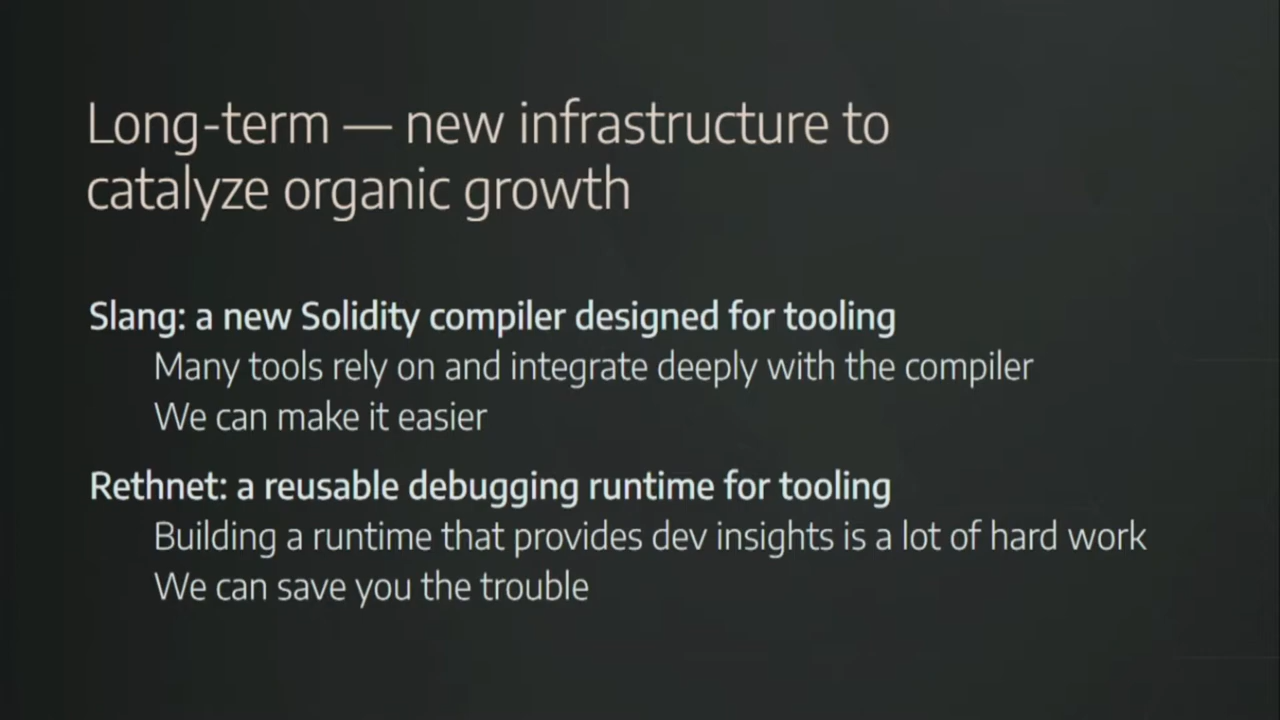 Long-term — new infrastructure to
catalyze organic growth
Slang: a new Solidity compiler designed for tooling
Many tools rely on and integrate deeply with the compiler
We can make it easier
Rethnet: a reusable debugging runtime for tooling
Building a runtime that provides dev insights is a lot of hard work
We can save you the trouble